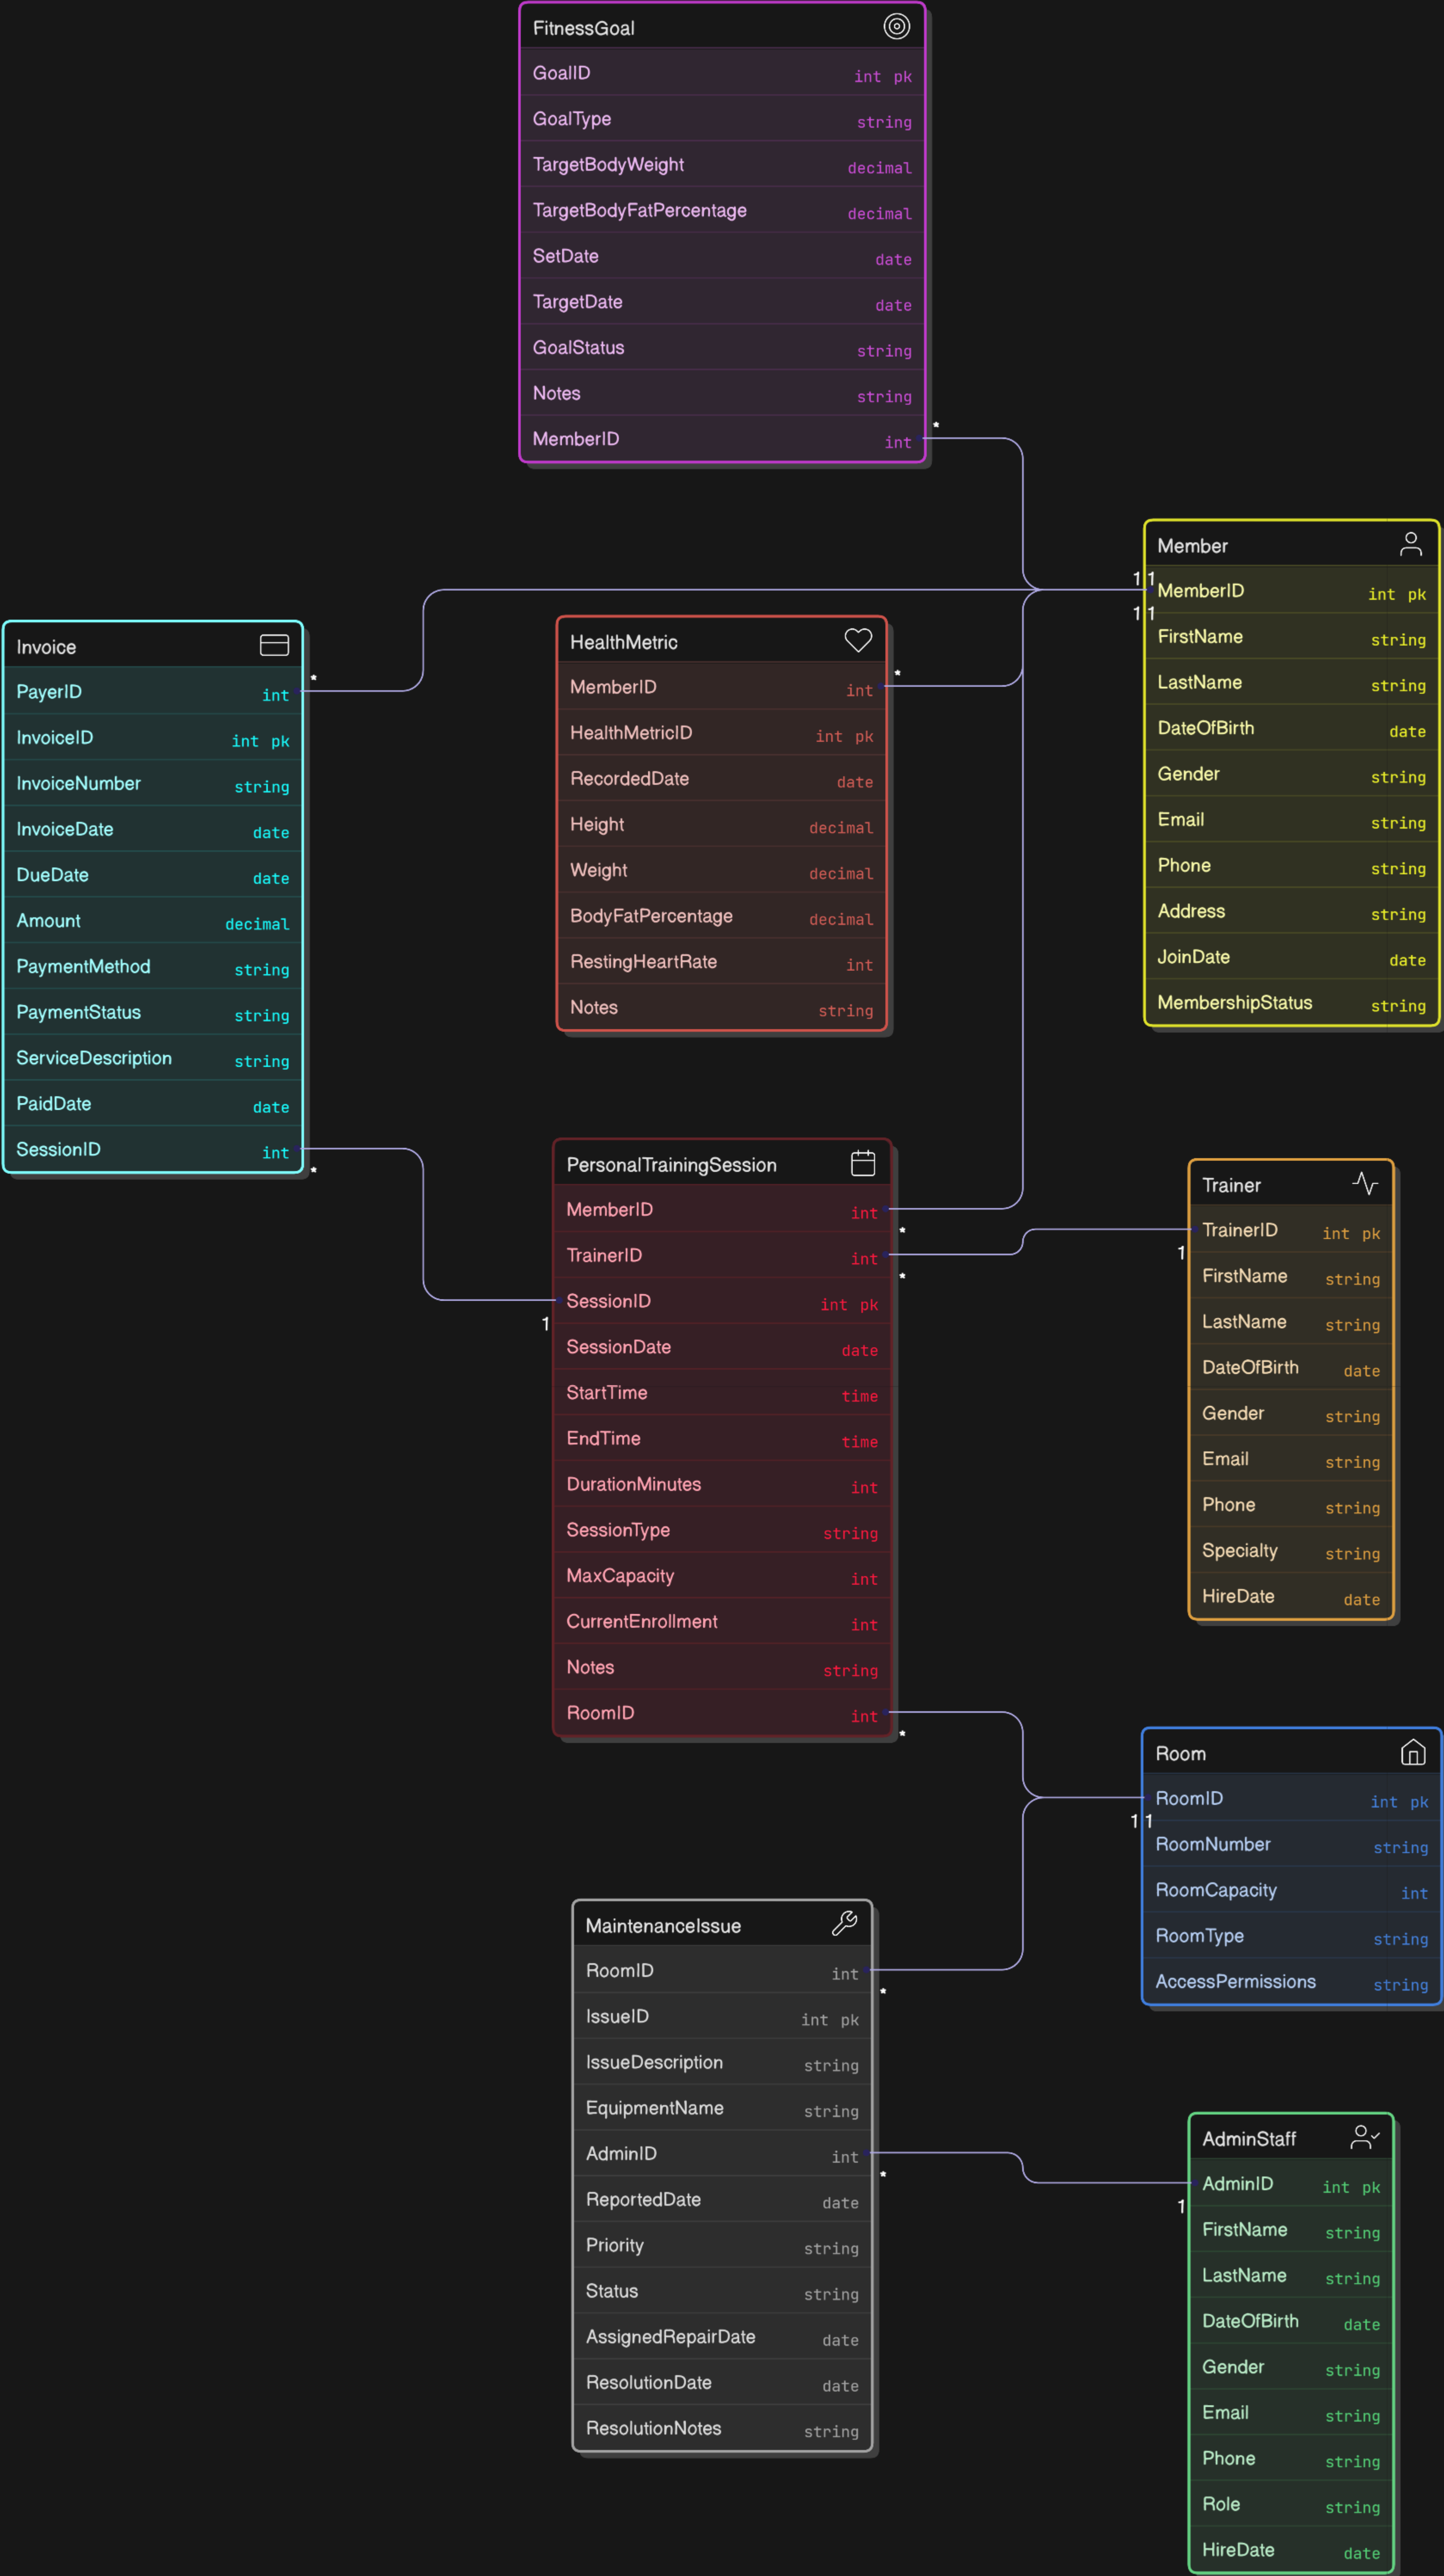 FitnessGoal
GoalID int pk
GoalType string
TargetBodyWeight decimal
TargetBodyFatPercentage decimal
SetDate date
TargetDate date
GoalStatus string
Notes string
MemberID int
*
Member
1 1
MemberID int pk
1 1
FirstName string
LastName string
DateOfBirth date
Gender string
Email string
Phone string
Address string
JoinDate date
MembershipStatus string
Invoice
*
PayerID int
InvoiceID int pk
InvoiceNumber string
InvoiceDate date
DueDate date
Amount decimal
PaymentMethod string
PaymentStatus string
ServiceDescription string
PaidDate date
SessionID int
*
HealthMetric
*
MemberID int
HealthMetricID int pk
RecordedDate date
Height decimal
Weight decimal
BodyFatPercentage decimal
RestingHeartRate int
Notes string
PersonalTrainingSession
MemberID int
*
TrainerID int
*
SessionID int pk
1
SessionDate date
StartTime time
EndTime time
DurationMinutes int
SessionType string
MaxCapacity int
CurrentEnrollment int
Notes string
RoomID int
*
Trainer
TrainerID int pk
1
FirstName string
LastName string
DateOfBirth date
Gender string
Email string
Phone string
Specialty string
HireDate date
Room
RoomID int pk
1 1
RoomNumber string
RoomCapacity int
RoomType string
AccessPermissions string
MaintenanceIssue
RoomID int
*
IssueID int pk
IssueDescription string
EquipmentName string
AdminID int
*
ReportedDate date
Priority string
Status string
AssignedRepairDate date
ResolutionDate date
ResolutionNotes string
AdminStaff
AdminID int pk
1
FirstName string
LastName string
DateOfBirth date
Gender string
Email string
Phone string
Role string
HireDate date